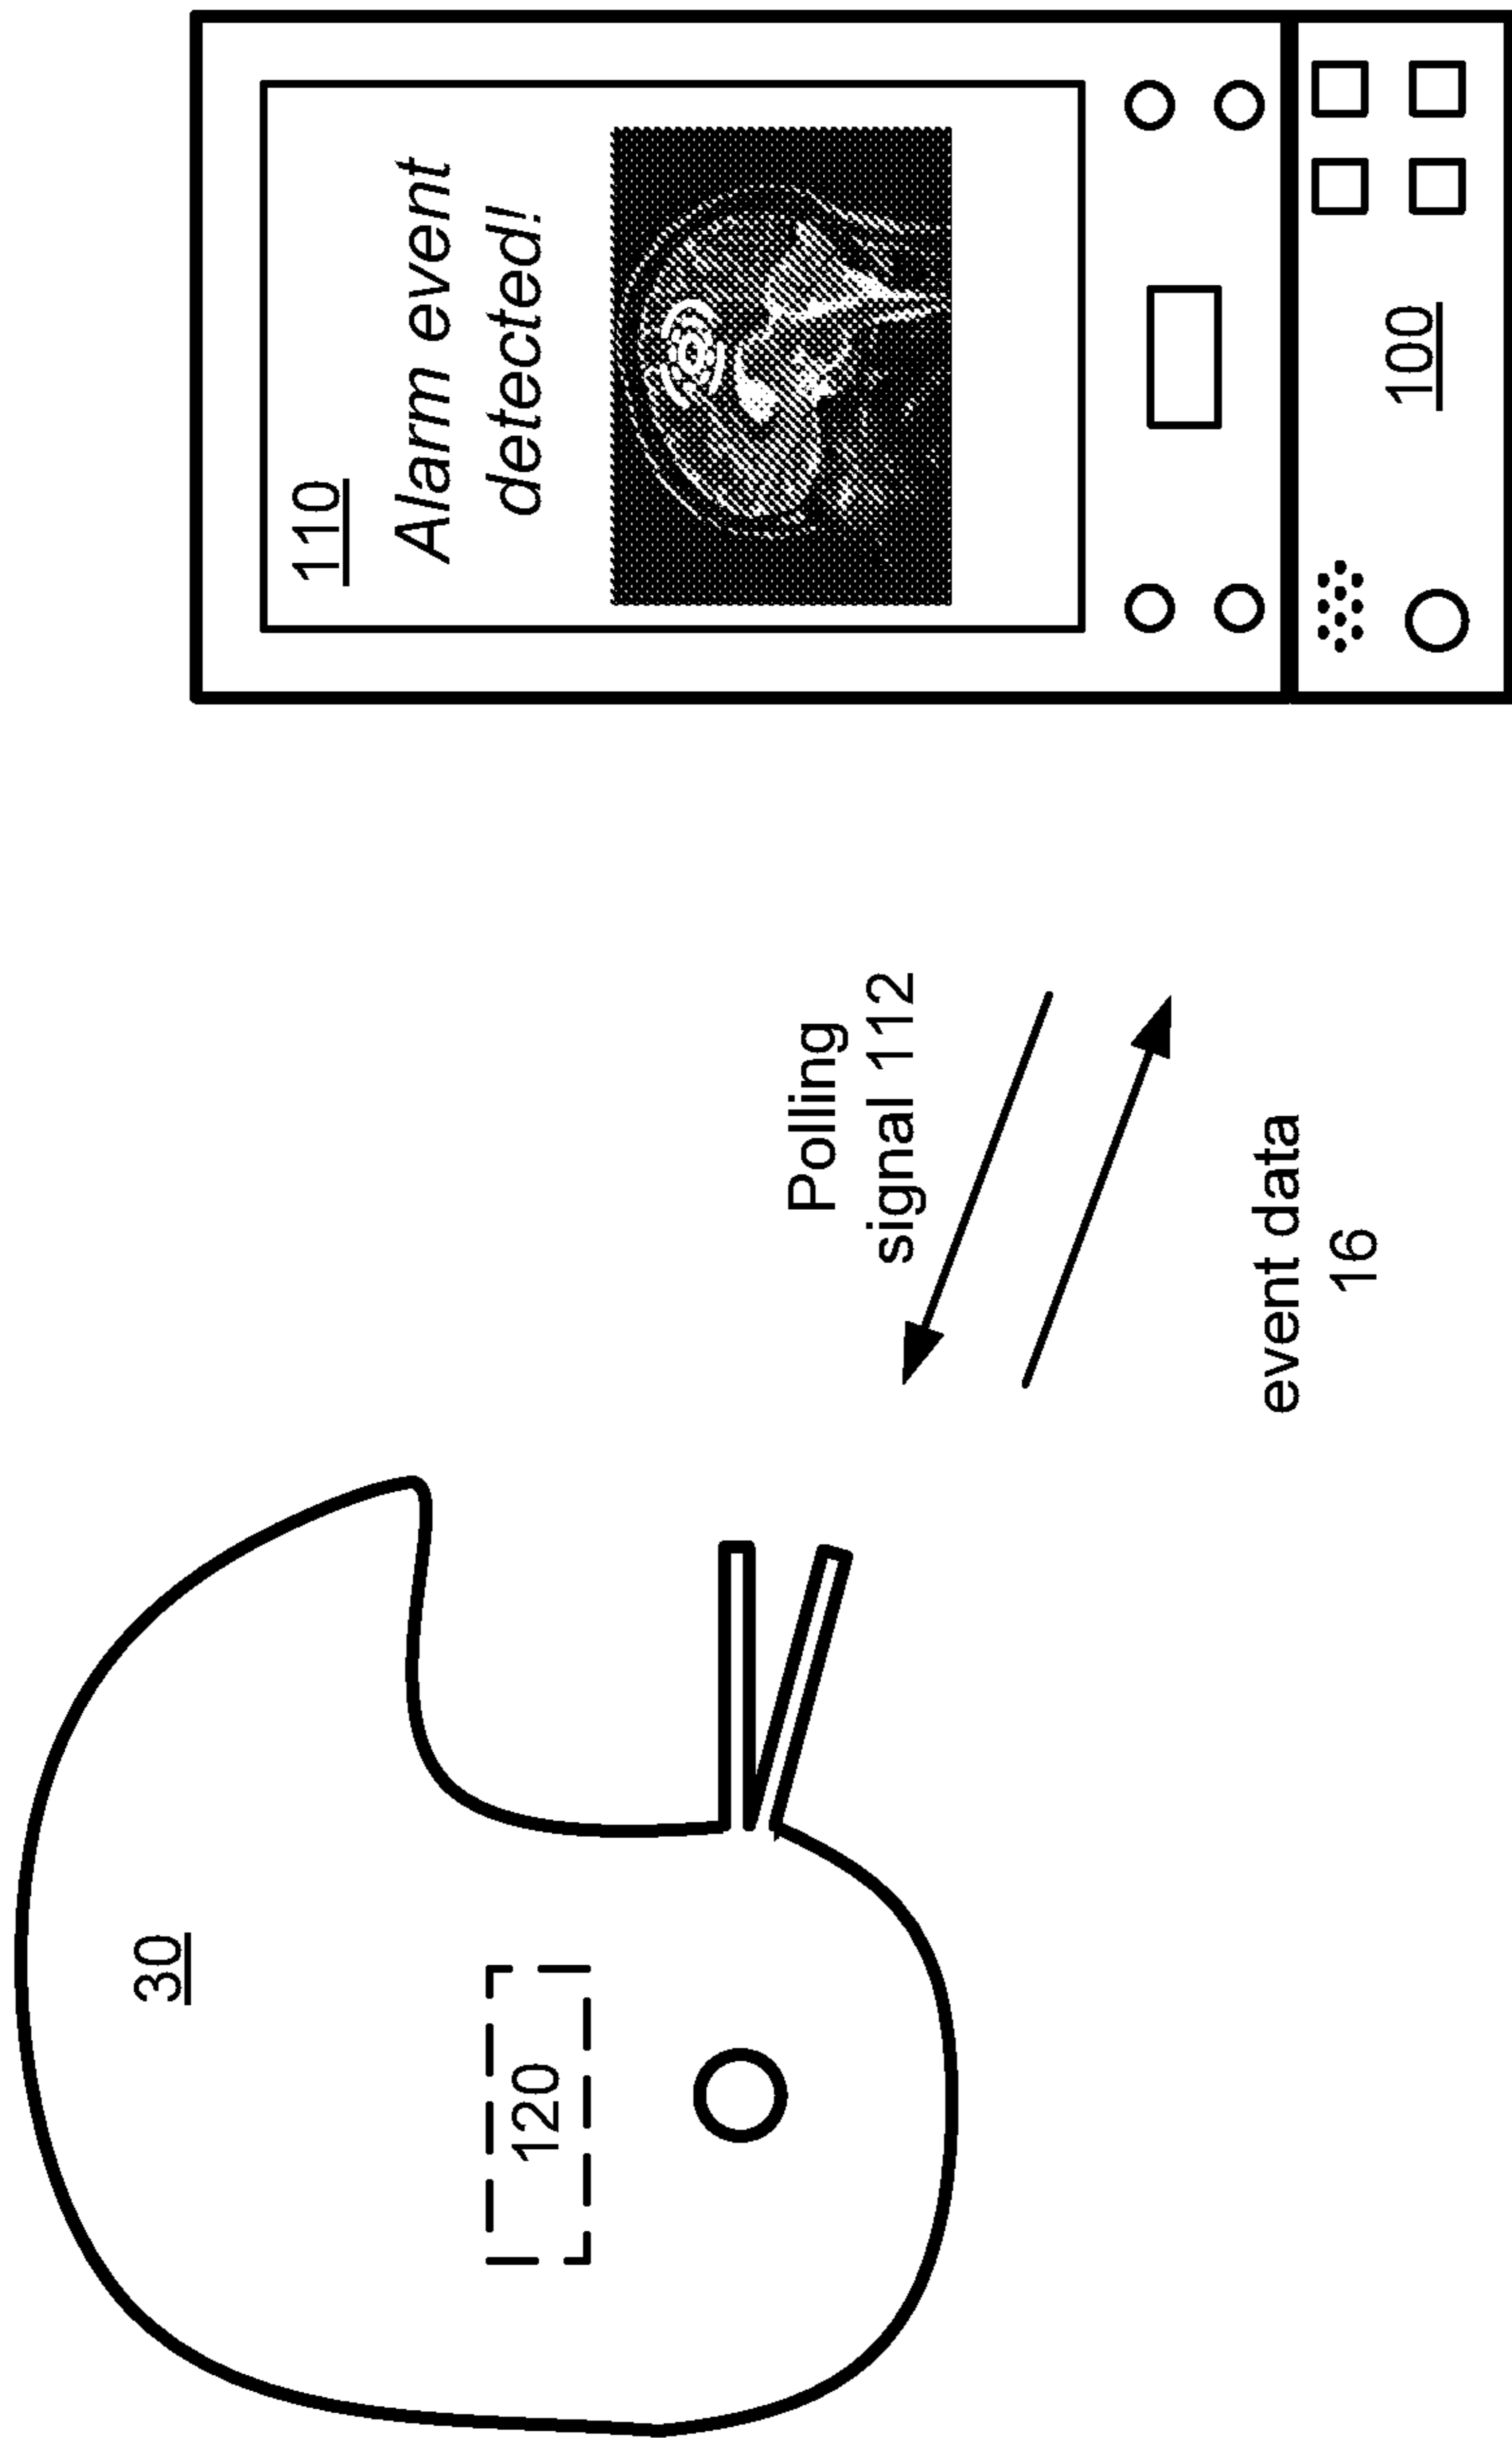 30
120
Polling
signal 112
event data
16
110
Alarm event
detected!
100